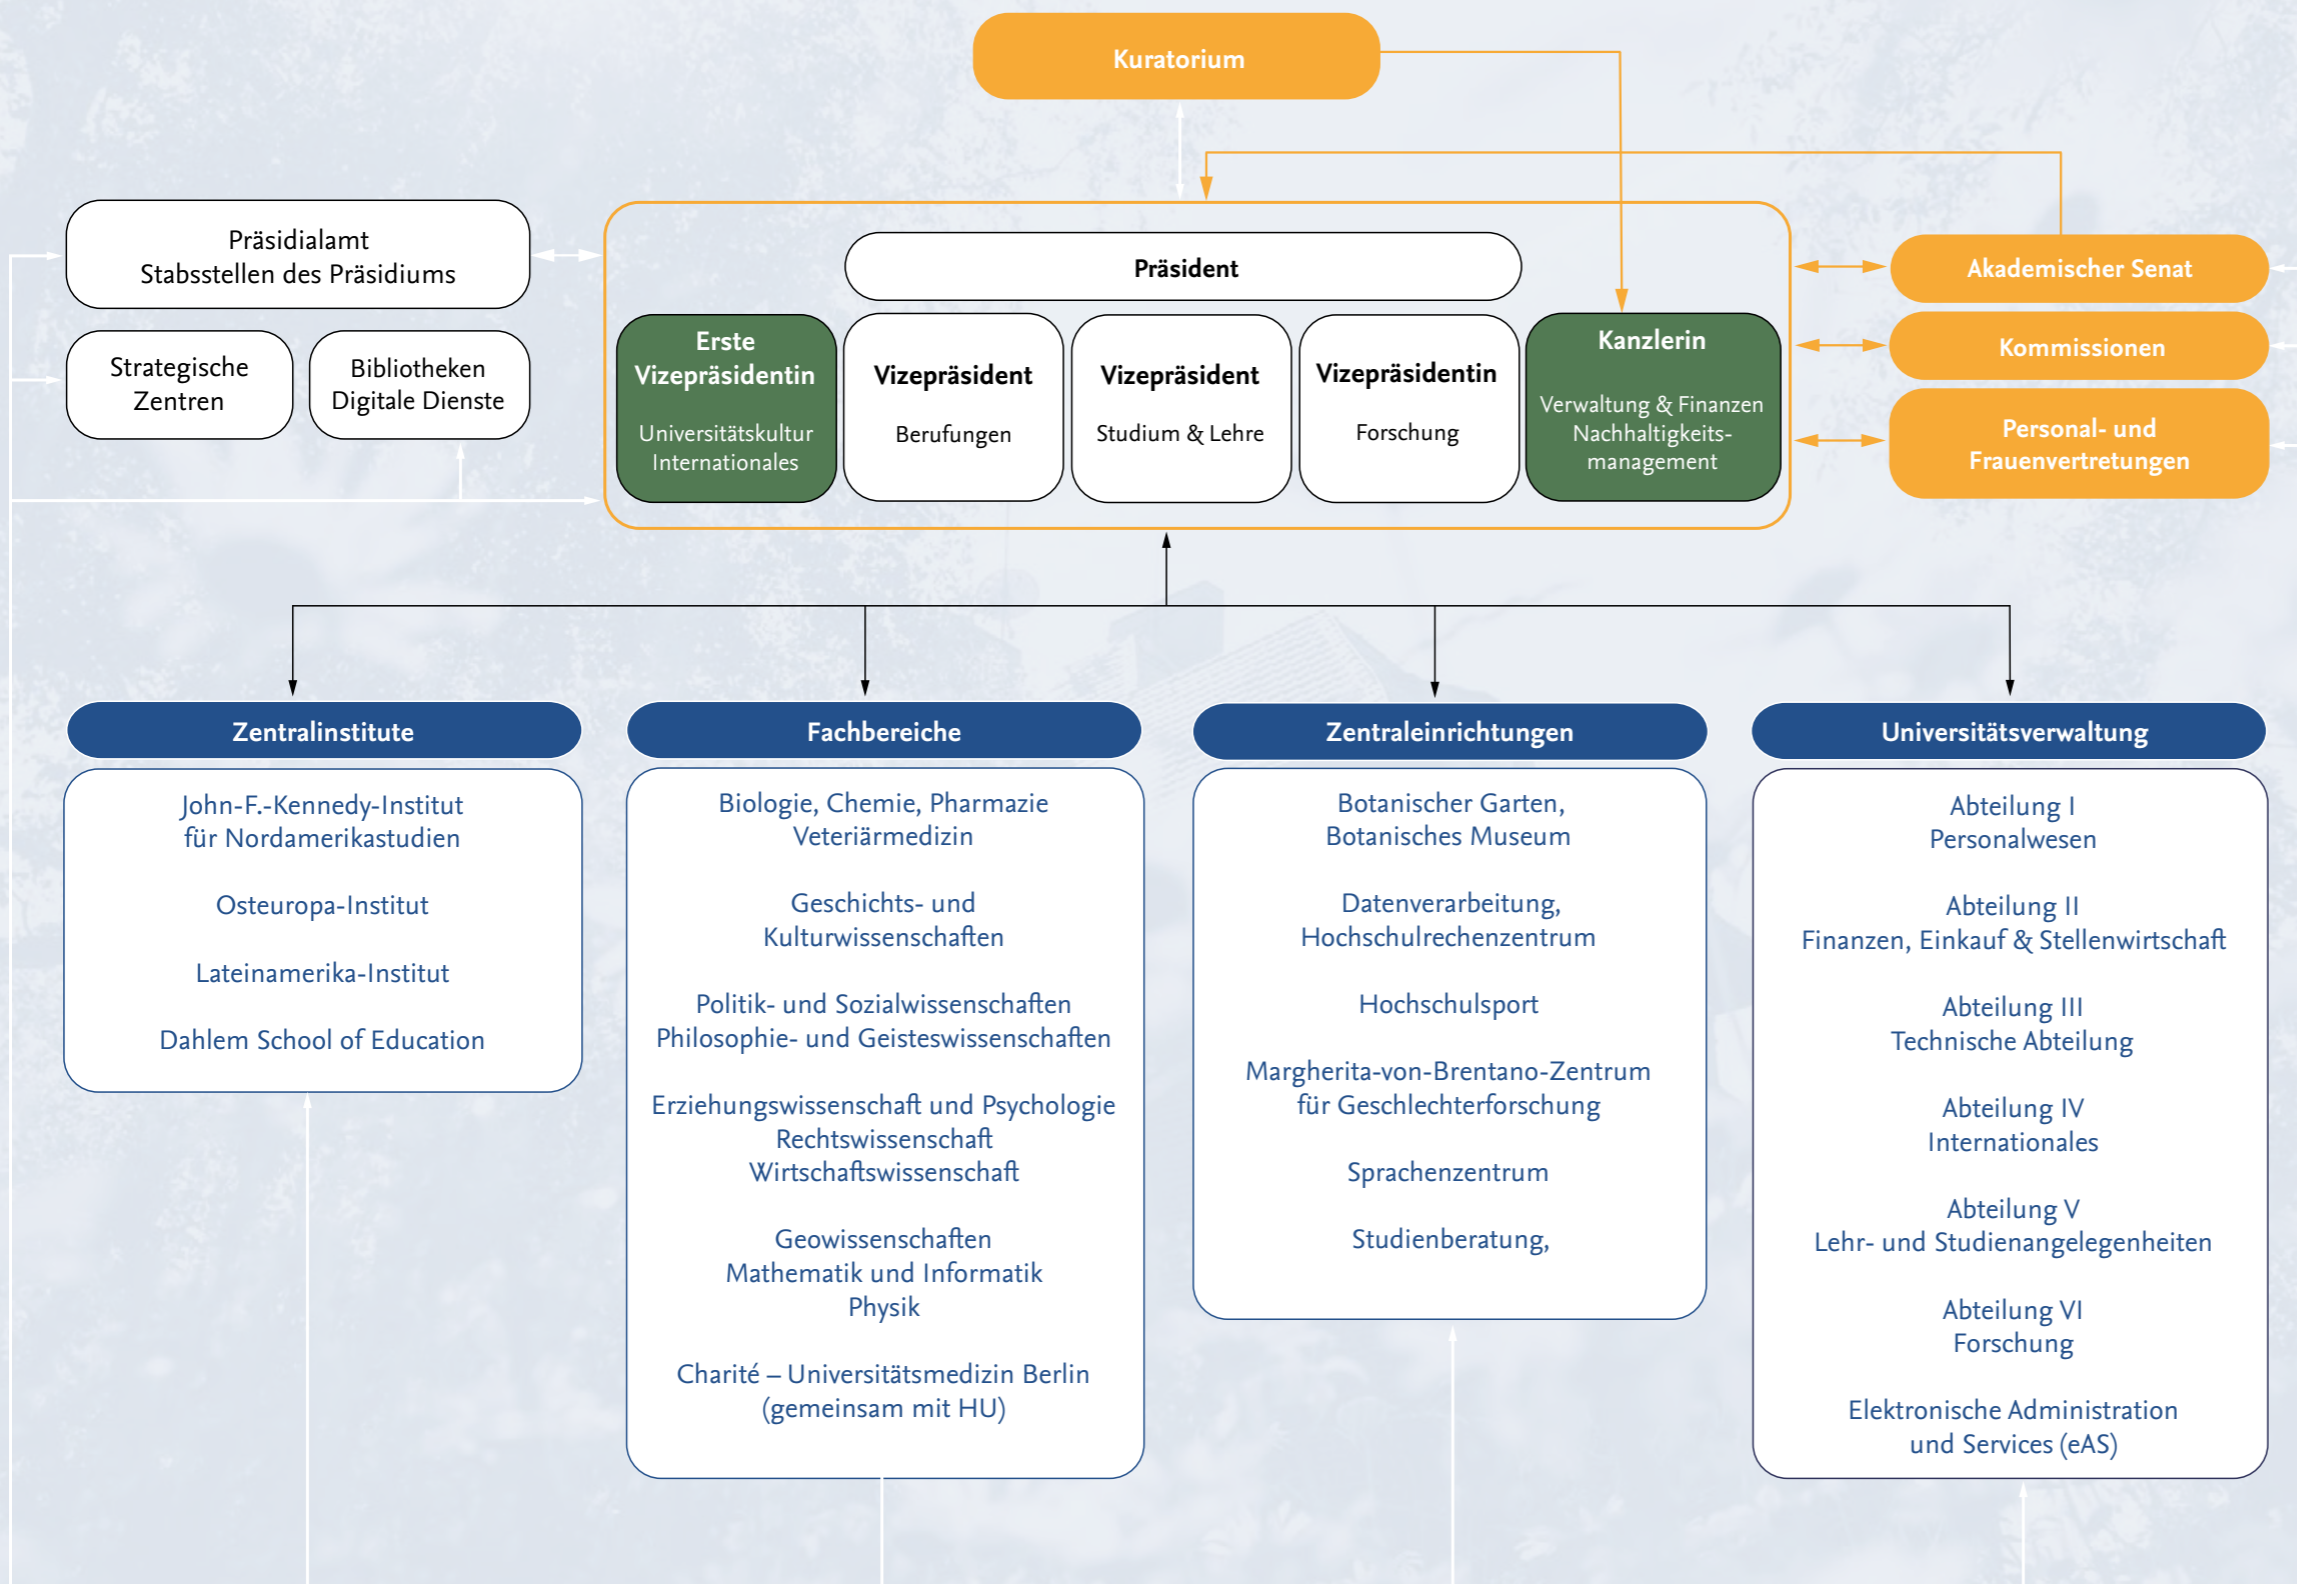 Kuratorium
Präsidialamt
Stabsstellen des Präsidiums
Strategische
Zentren
Bibliotheken
Digitale Dienste
Präsident
Erste
Vizepräsidentin
Universitätskultur
Internationales
Vizepräsident
Berufungen
Vizepräsident
Studium & Lehre
Vizepräsidentin
Forschung
Kanzlerin
Verwaltung & Finanzen
Nachhaltigkeits-
management
Akademischer Senat
Kommissionen
Personal- und
Frauenvertretungen
Zentralinstitute
John-F.-Kennedy-Institut
für Nordamerikastudien
Osteuropa-Institut
Lateinamerika-Institut
Dahlem School of Education
Fachbereiche
Biologie, Chemie, Pharmazie
Veteriärmedizin
Geschichts- und
Kulturwissenschaften
Politik- und Sozialwissenschaften
Philosophie- und Geisteswissenschaften
Erziehungswissenschaft und Psychologie
Rechtswissenschaft
Wirtschaftswissenschaft
Geowissenschaften
Mathematik und Informatik
Physik
Charité – Universitätsmedizin Berlin
(gemeinsam mit HU)
Zentraleinrichtungen
Botanischer Garten,
Botanisches Museum
Datenverarbeitung,
Hochschulrechenzentrum
Hochschulsport
Margherita-von-Brentano-Zentrum
für Geschlechterforschung
Sprachenzentrum
Studienberatung,
Universitätsverwaltung
Abteilung I
Personalwesen
Abteilung II
Finanzen, Einkauf & Stellenwirtschaft
Abteilung III
Technische Abteilung
Abteilung IV
Internationales
Abteilung V
Lehr- und Studienangelegenheiten
Abteilung VI
Forschung
Elektronische Administration
und Services (eAS)